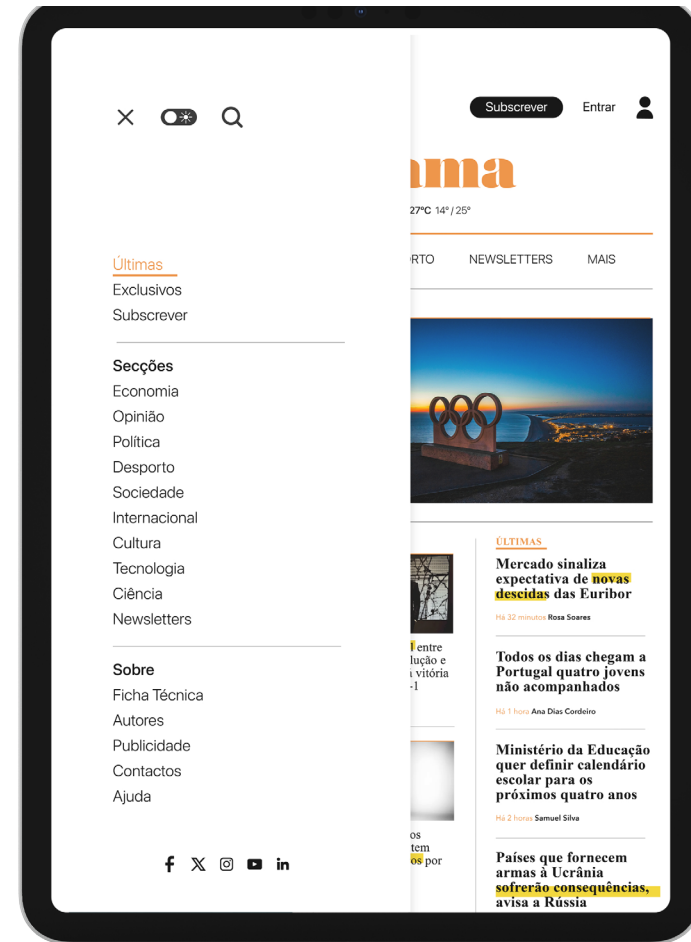 Subscrever Entrar
27ºC 14º / 25º
NEWSLETTERS MAIS
Últimas
Exclusivos
Subscrever
Secções
Economia
Opinião
Política
Desporto
Sociedade
Internacional
Cultura
Tecnologia
Ciência
Newsletters
Sobre
Ficha Técnica
Autores
Publicidade
Contactos
Ajuda
f X in
entre
lução e
vitória
-1
os
tem
os por
ÚLTIMAS
Mercado sinaliza
expectativa de novas
descidas das Euribor
Há 32 minutos Rosa Soares
Todos os dias chegam a
Portugal quatro jovens
não acompanhados
Há 1 hora Ana Dias Cordeiro
Ministério da Educação
quer definir calendário
escolar para os
próximos quatro anos
Há 2 horas Samuel Silva
Países que fornecem
armas à Ucrânia
sofrerão consequências,
avisa a Rússia